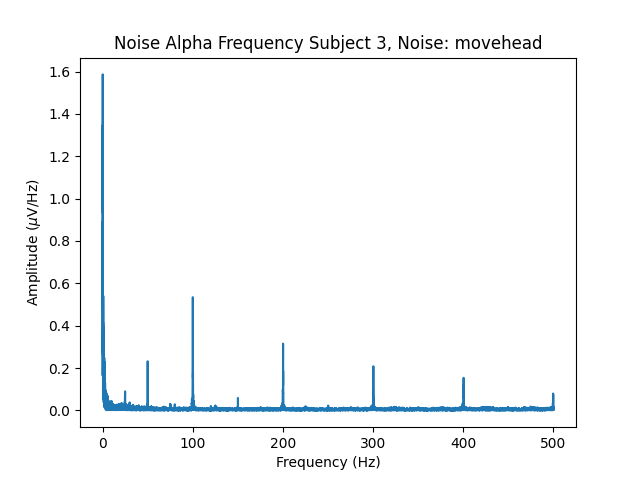 Noise Alpha Frequency Subject 3, Noise: movehead
1.6
1.4
1.2
1.0
0.8
0.6
0.4
0.2
0.0
Amplitude (μV/Hz)
0 100 200 300 400 500
Frequency (Hz)